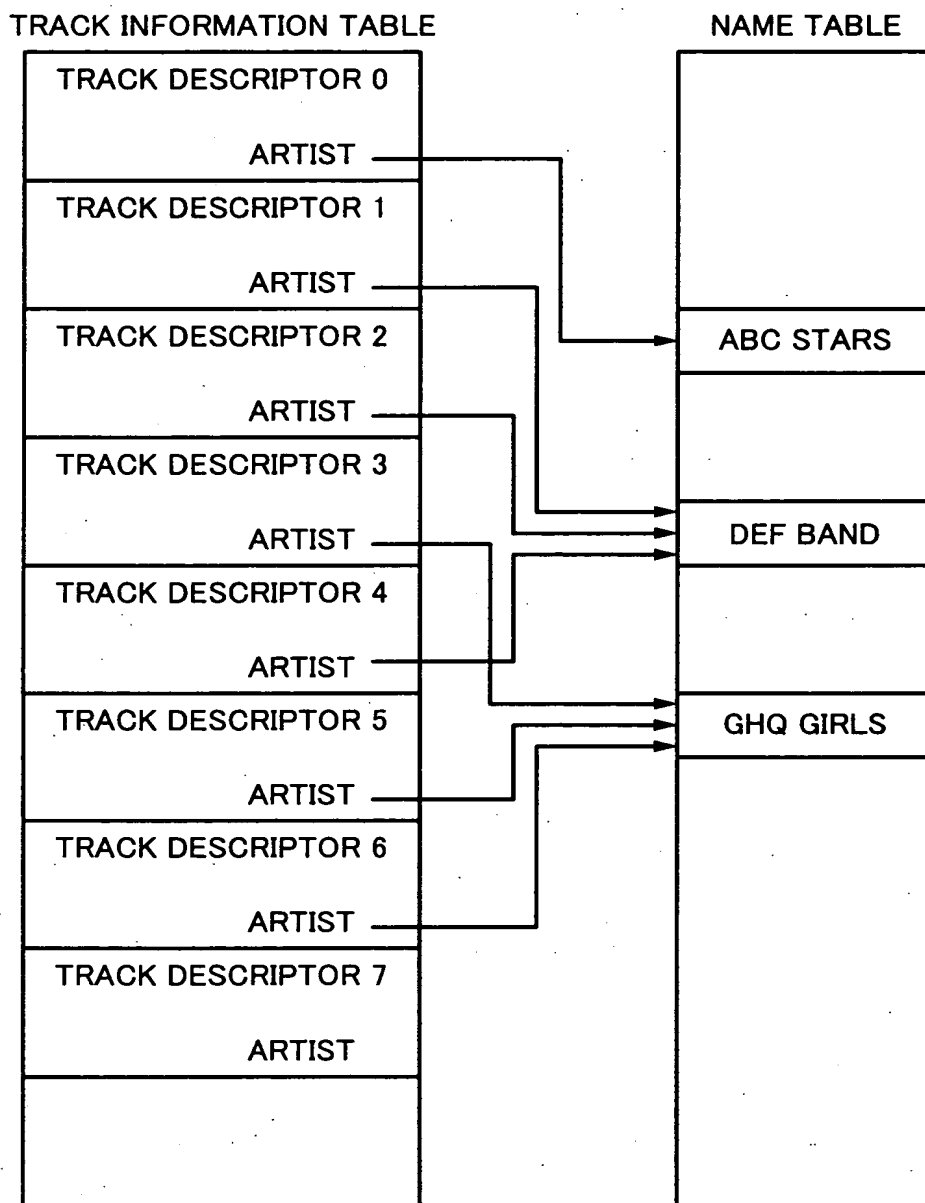 TRACK INFORMATION TABLE
TRACK DESCRIPTOR 0
ARTIST
TRACK DESCRIPTOR 1
ARTIST
TRACK DESCRIPTOR 2
ARTIST
TRACK DESCRIPTOR 3
ARTIST
TRACK DESCRIPTOR 4
ARTIST
TRACK DESCRIPTOR 5
ARTIST
TRACK DESCRIPTOR 6
ARTIST
TRACK DESCRIPTOR 7
ARTIST
NAME TABLE
ABC STARS
DEF BAND
GHQ GIRLS